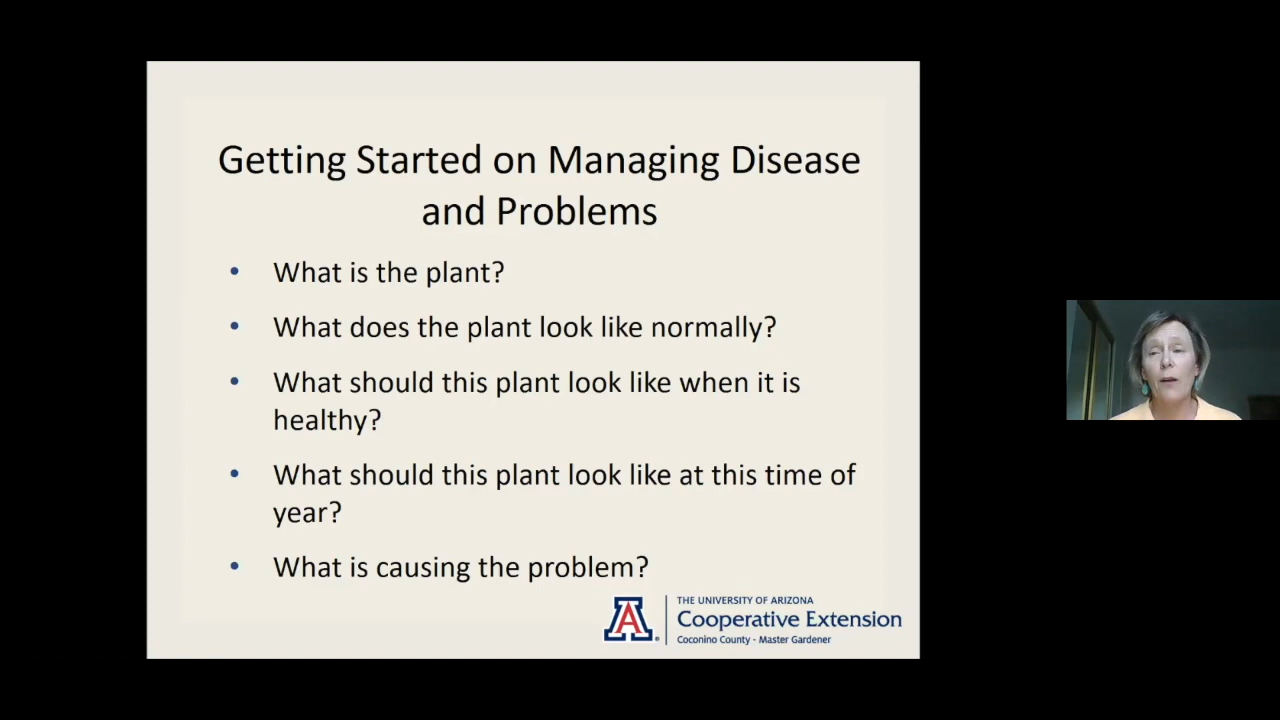 Getting Started on Managing Disease
and Problems
• What is the plant?
• What does the plant look like normally?
• What should this plant look like when it is
healthy?
• What should this plant look like at this time of
year?
• What is causing the problem?
A®
THE UNIVERSITY OF ARIZONA
Cooperative Extension
Coconino County - Master Gardener